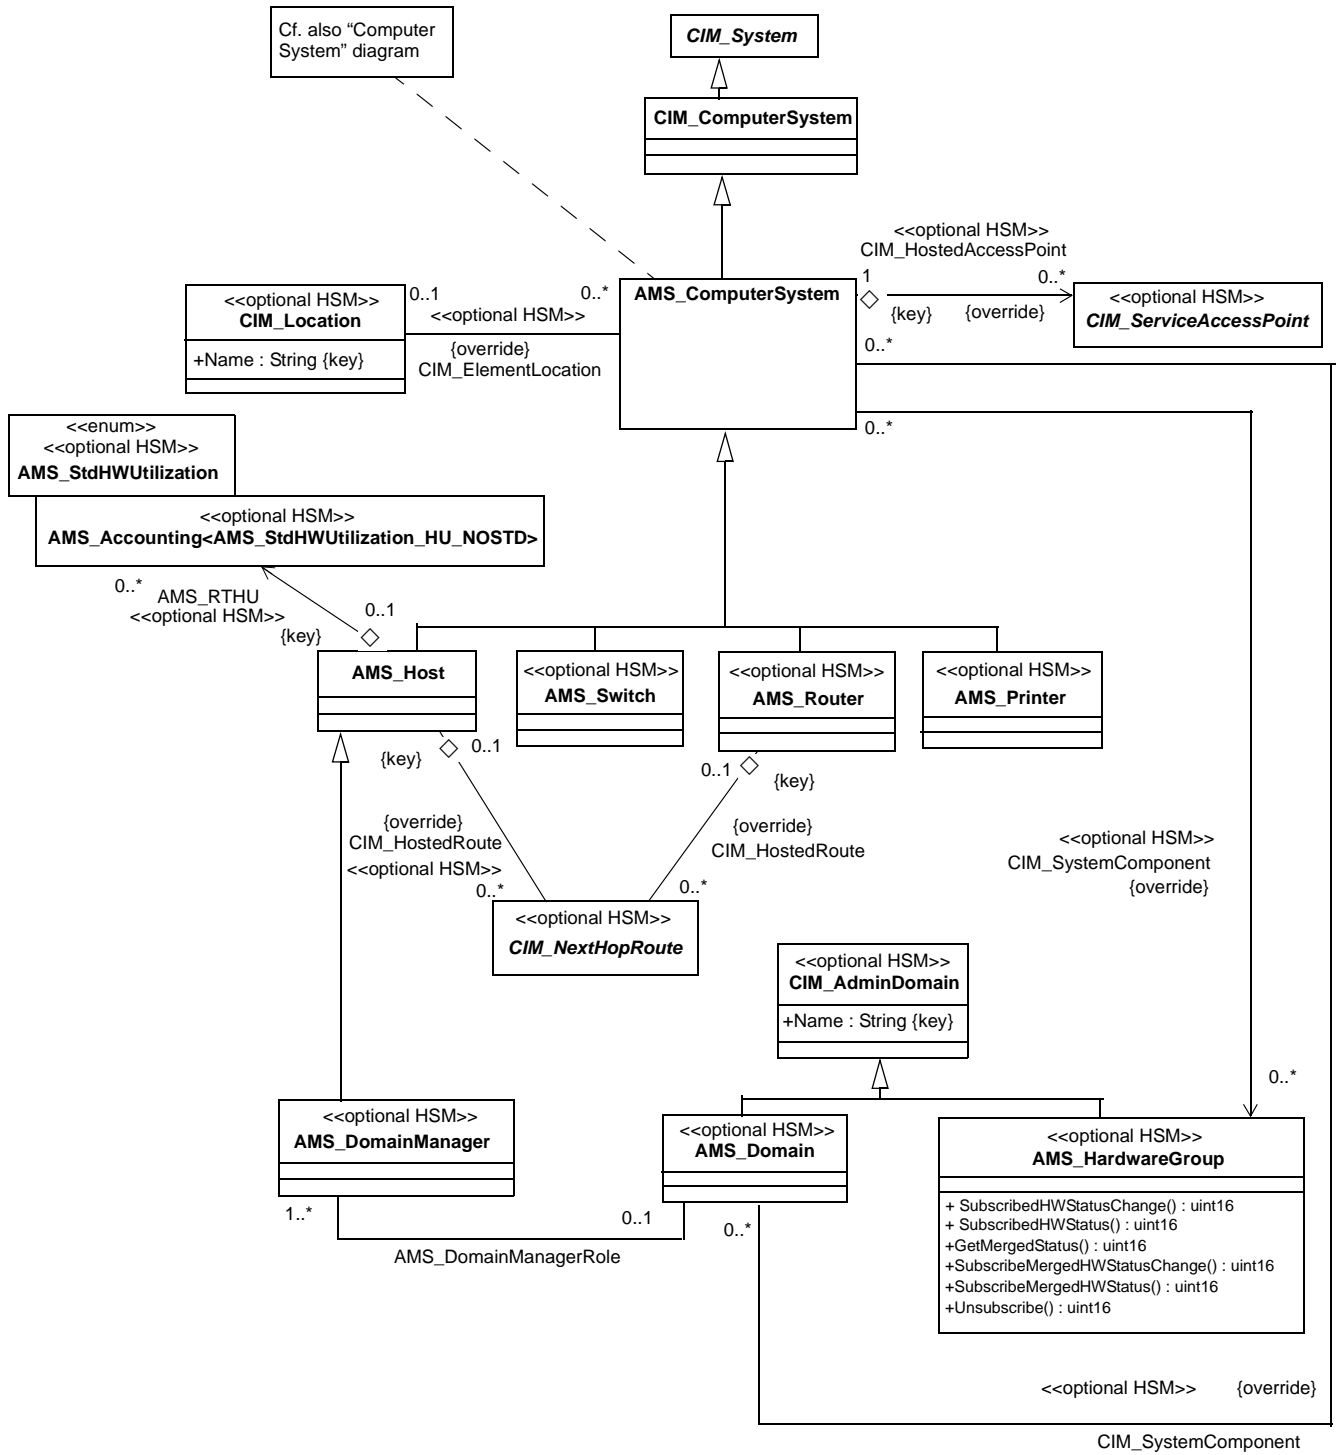 Cf. also “Computer
System” diagram
CIM_System
CIM_ComputerSystem
<<optional HSM>>
CIM_HostedAccessPoint
1
0..*
{key}
{override}
<<optional HSM>>
CIM_ServiceAccessPoint
AMS_ComputerSystem
0..1
0..*
<<optional HSM>>
{override}
CIM_ElementLocation
<<optional HSM>>
CIM_Location
+Name : String {key}
0..*
0..*
<<enum>>
<<optional HSM>>
AMS_StdHWUtilization
<<optional HSM>>
AMS_Accounting<AMS_StdHWUtilization_HU_NOSTD>
0..*
AMS_RTHU
<<optional HSM>>
0..1
{key}
AMS_Host
<<optional HSM>>
AMS_Switch
<<optional HSM>>
AMS_Router
<<optional HSM>>
AMS_Printer
{key}
0..1
0..1
{key}
{override}
CIM_HostedRoute
<<optional HSM>>
0..*
{override}
CIM_HostedRoute
0..*
<<optional HSM>>
CIM_NextHopRoute
<<optional HSM>>
CIM_SystemComponent
{override}
<<optional HSM>>
CIM_AdminDomain
+Name : String {key}
0..*
<<optional HSM>>
AMS_DomainManager
<<optional HSM>>
AMS_Domain
<<optional HSM>>
AMS_HardwareGroup
+ SubscribedHWStatusChange() : uint16
+ SubscribedHWStatus() : uint16
+GetMergedStatus() : uint16
+SubscribeMergedHWStatusChange() : uint16
+SubscribeMergedHWStatus() : uint16
+Unsubscribe() : uint16
1..*
0..1
0..*
AMS_DomainManagerRole
<<optional HSM>>
{override}
CIM_SystemComponent